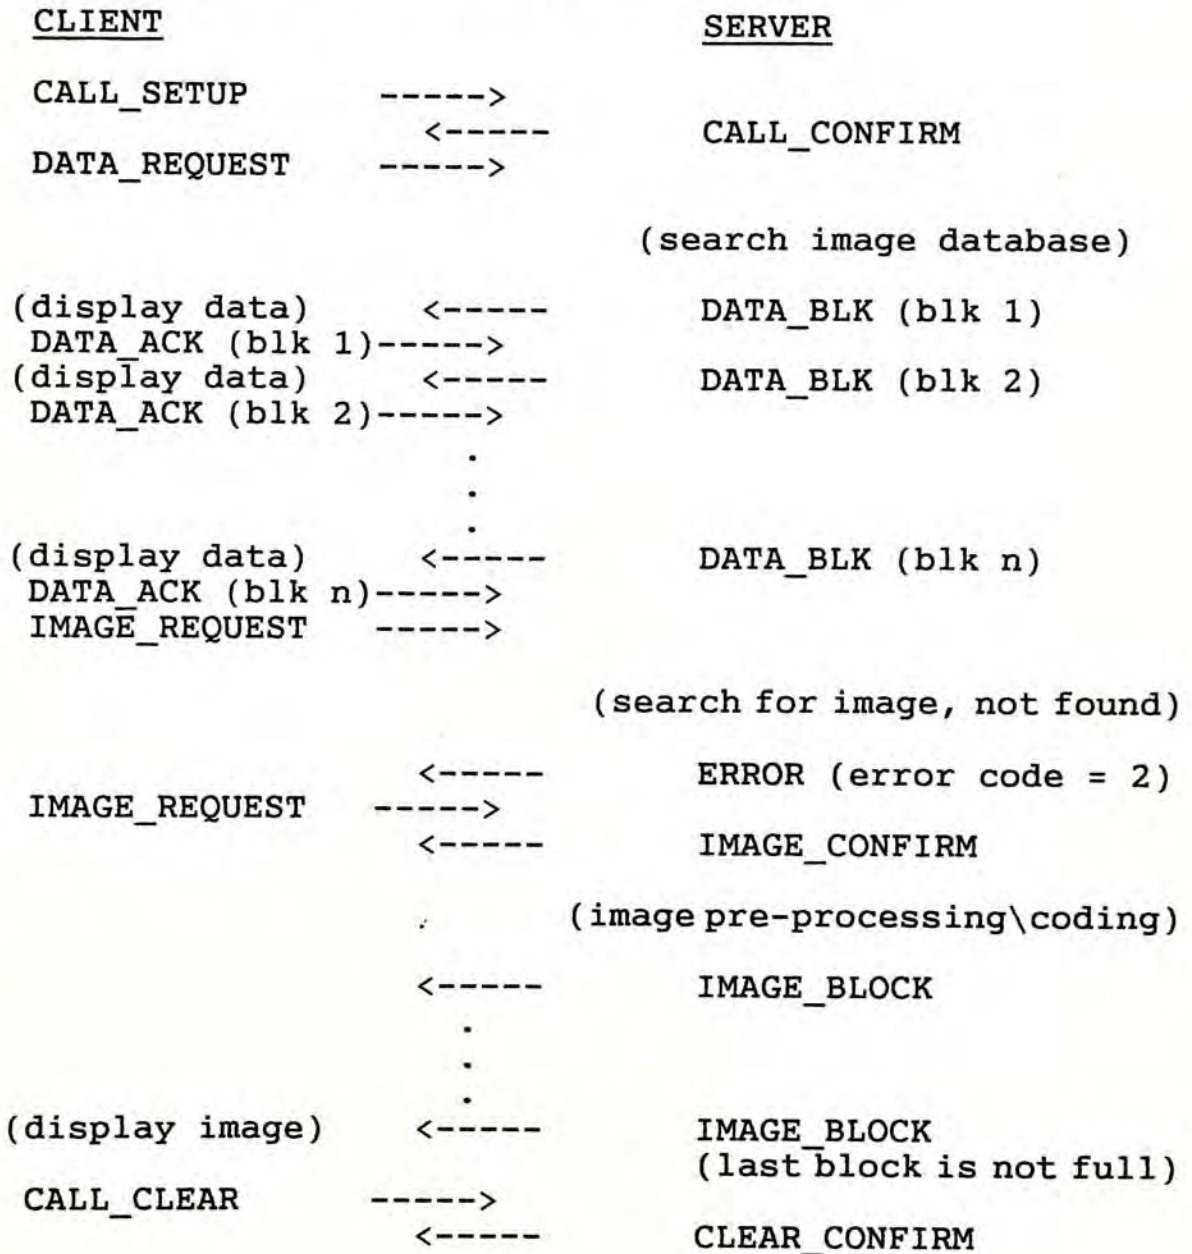 CLIENT SERVER
CALL_SETUP ----->
<----- CALL_CONFIRM
DATA_REQUEST ----->
(search image database)
(display data) <----- DATA_BLK (blk 1)
DATA_ACK (blk 1)----->
(display data) <----- DATA_BLK (blk 2)
DATA_ACK (blk 2)----->
.
.
.
(display data) <----- DATA_BLK (blk n)
DATA_ACK (blk n)----->
IMAGE_REQUEST ----->
(search for image, not found)
<----- ERROR (error code = 2)
IMAGE_REQUEST ----->
<----- IMAGE_CONFIRM
(image pre-processing\coding)
<----- IMAGE_BLOCK
.
.
.
(display image) <----- IMAGE_BLOCK
(last block is not full)
CALL_CLEAR ----->
<----- CLEAR_CONFIRM